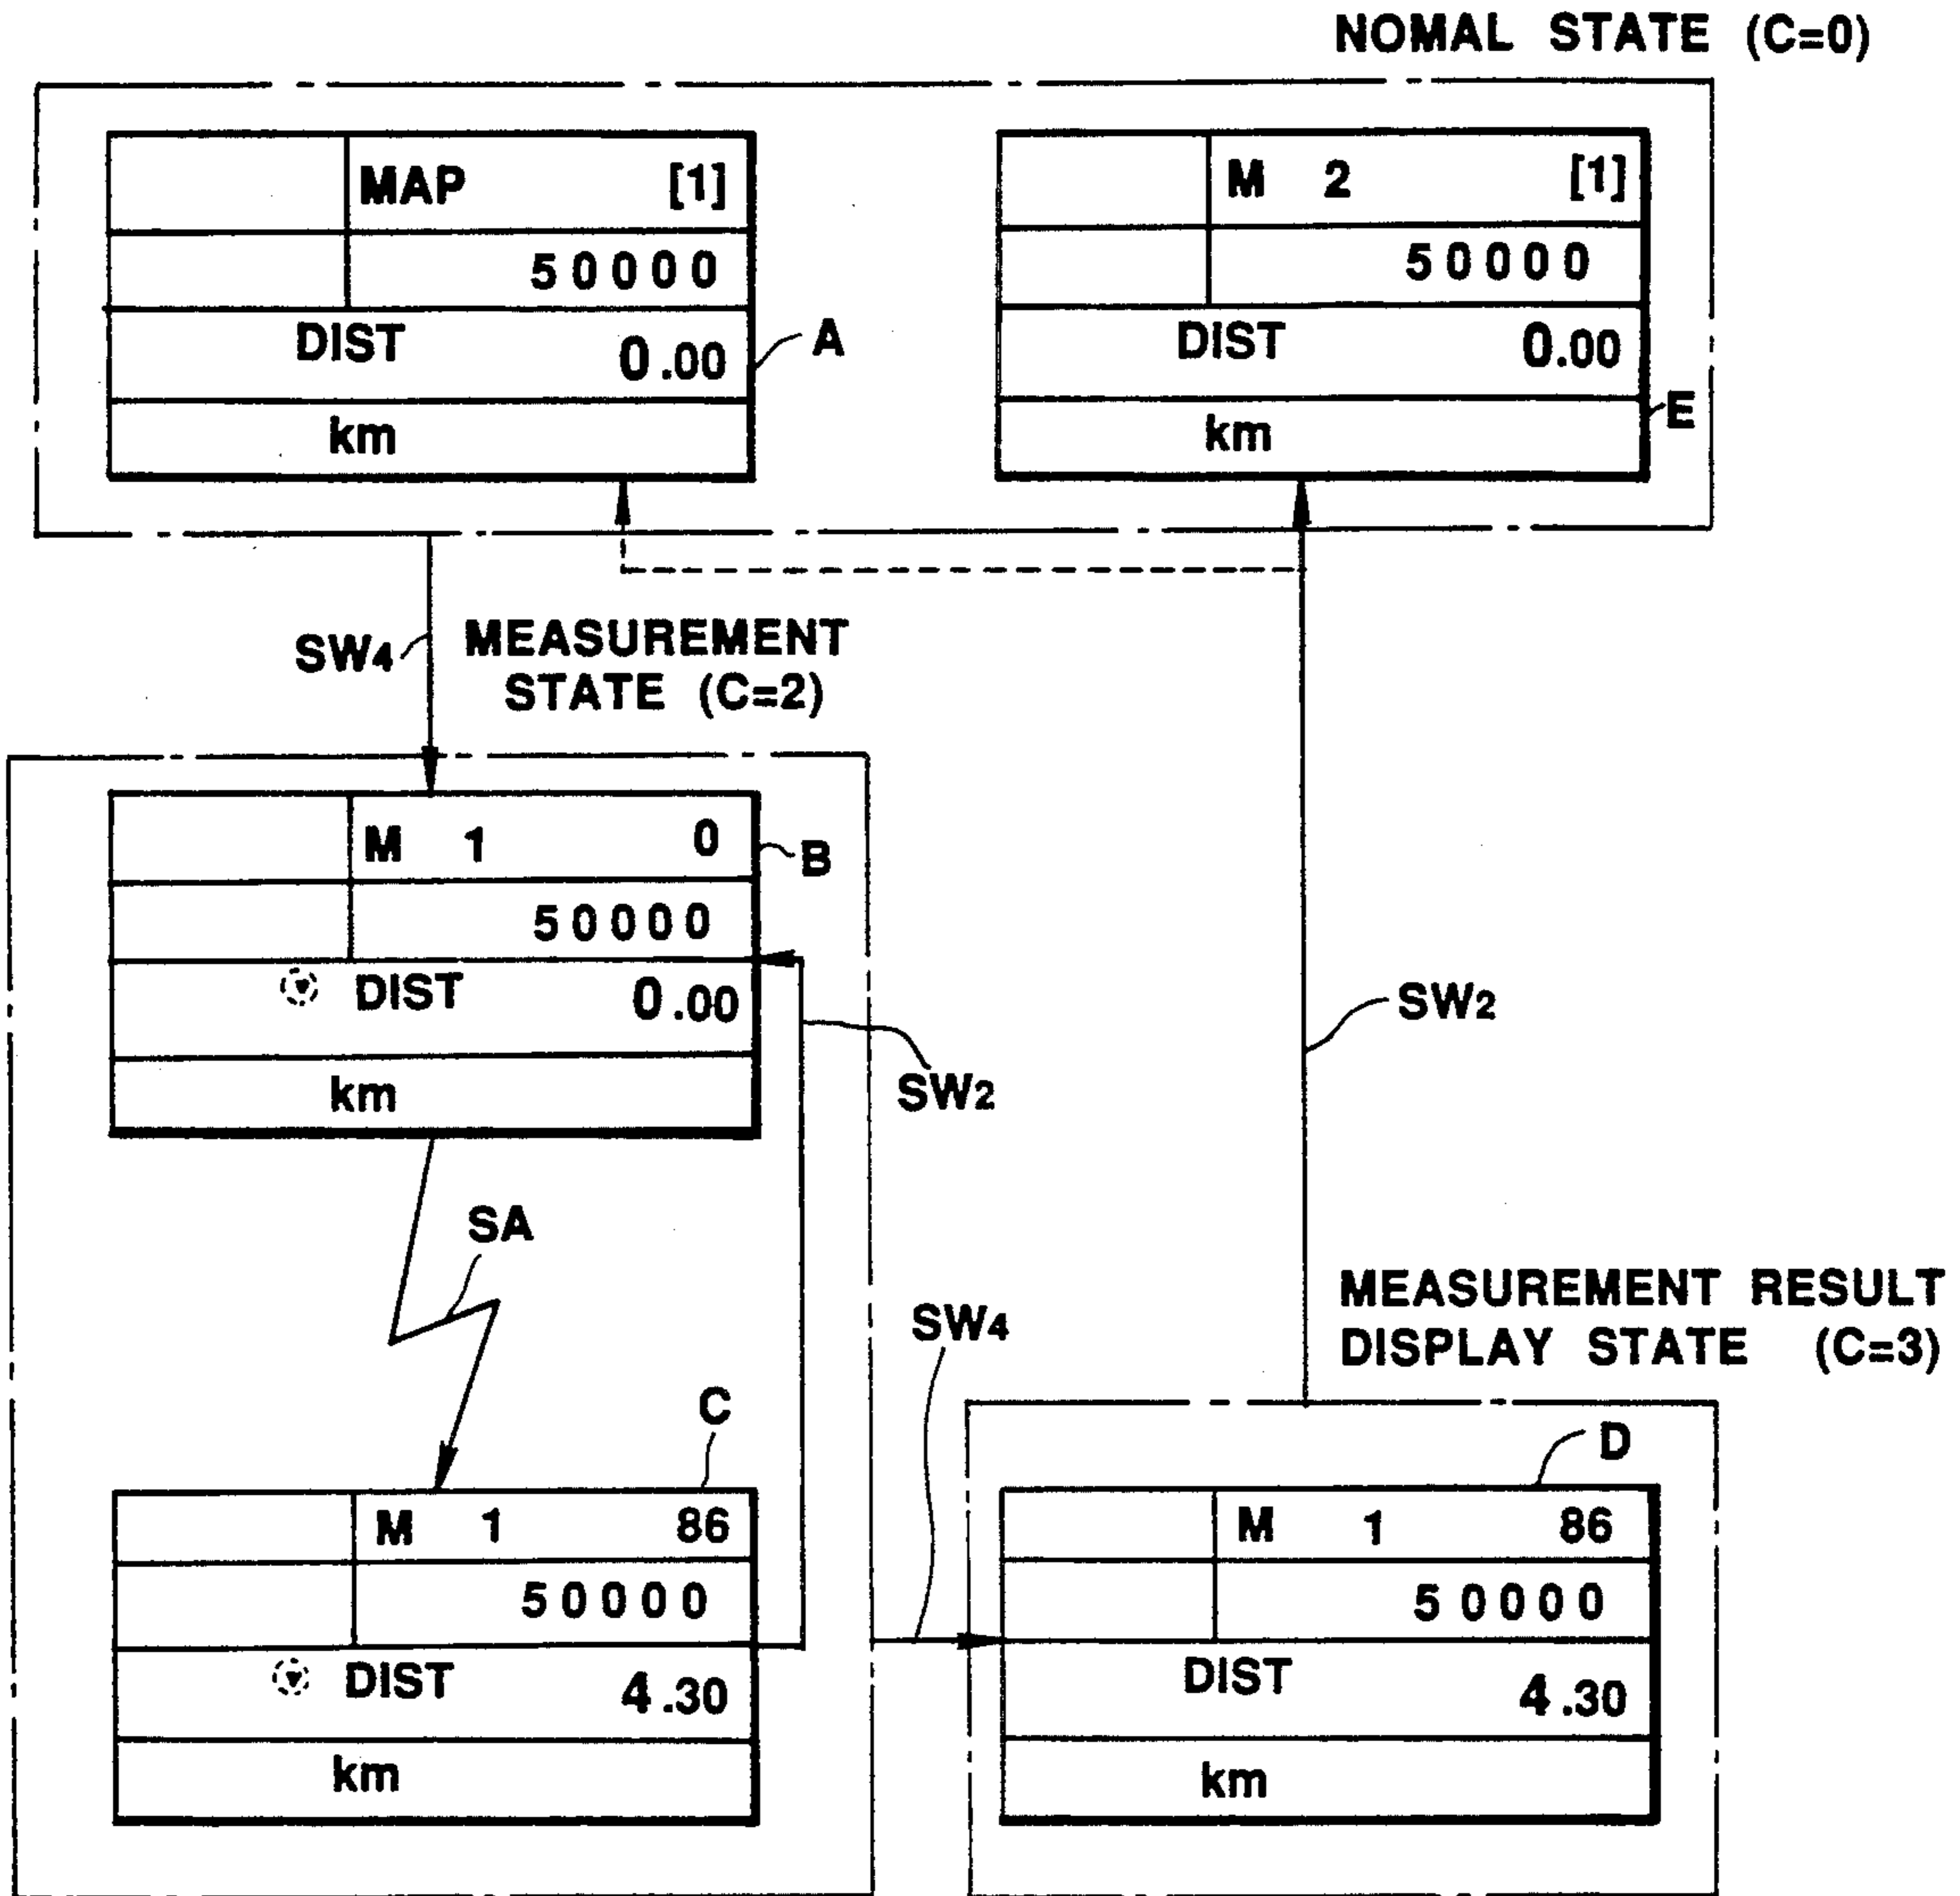 NOMAL STATE (C=0)
MAP [1]
50000
DIST 0.00
km
A
M 2 [1]
50000
DIST 0.00
km
E
SW4
MEASUREMENT
STATE (C=2)
M 1 0
50000
DIST 0.00
km
B
SW2
SW2
SA
SW4
MEASUREMENT RESULT
DISPLAY STATE (C=3)
C
M 1 86
50000
DIST 4.30
km
D
M 1 86
50000
DIST 4.30
km